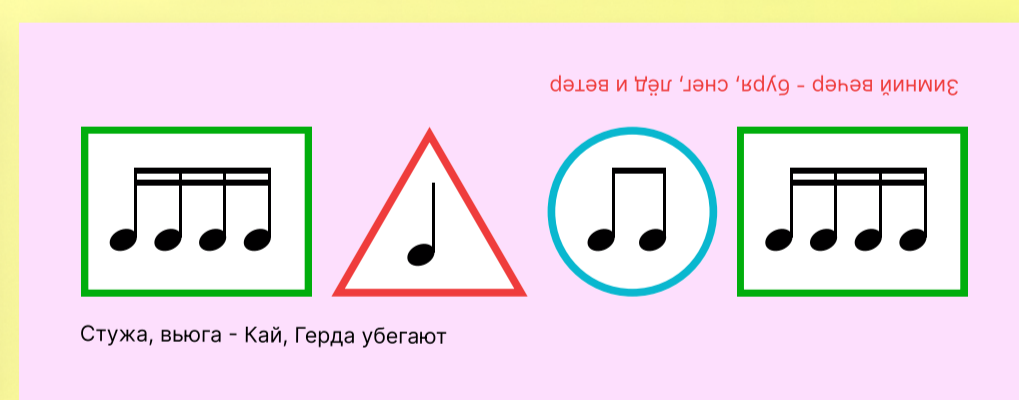 Зимний вечер - буря, снег, лёд и ветер
Стужа, вьюга - Кай, Герда убегают